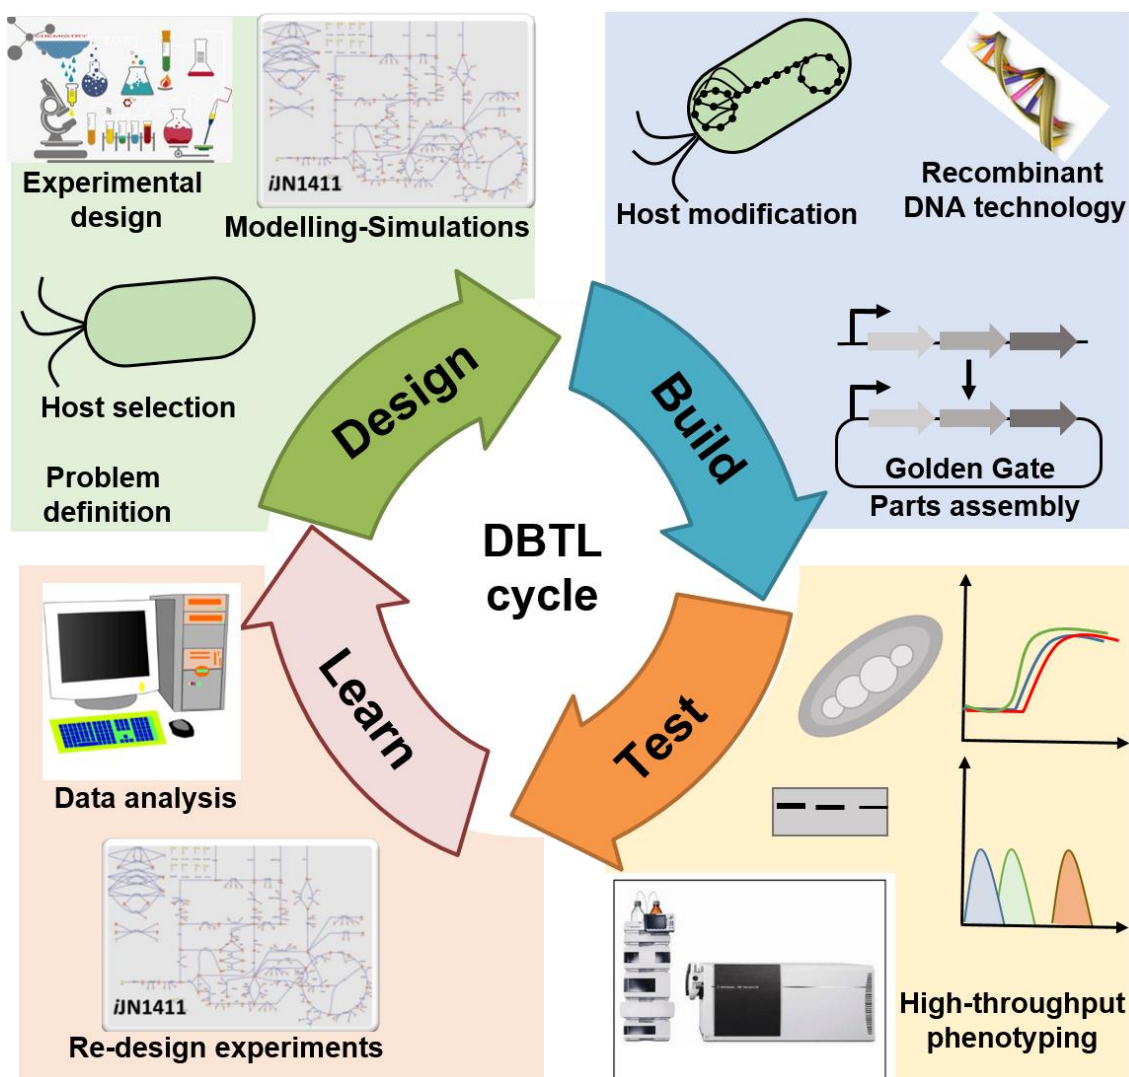 CHEMISTRY
Experimental
design
iJN1411
Modelling-Simulations
Host selection
Problem
definition
Host modification
Recombinant
DNA technology
Golden Gate
Parts assembly
Design
Build
Test
Learn
DBTL
cycle
Data analysis
iJN1411
Re-design experiments
High-throughput
phenotyping